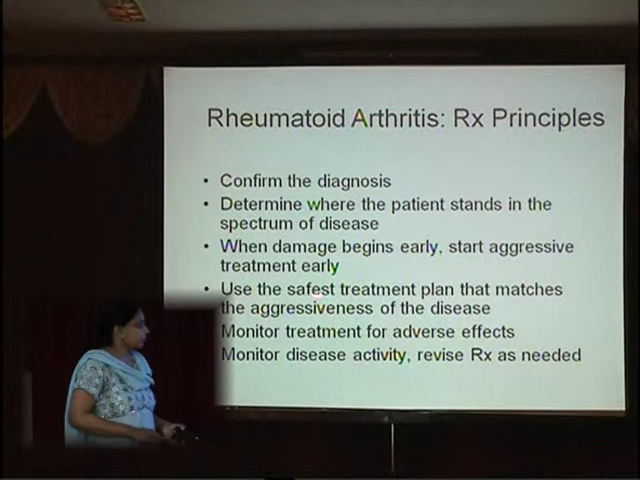 Rheumatoid Arthritis: Rx Principles
• Confirm the diagnosis
• Determine where the patient stands in the
spectrum of disease
• When damage begins early, start aggressive
treatment early
• Use the safest treatment plan that matches
the aggressiveness of the disease
Monitor treatment for adverse effects
Monitor disease activity, revise Rx as needed